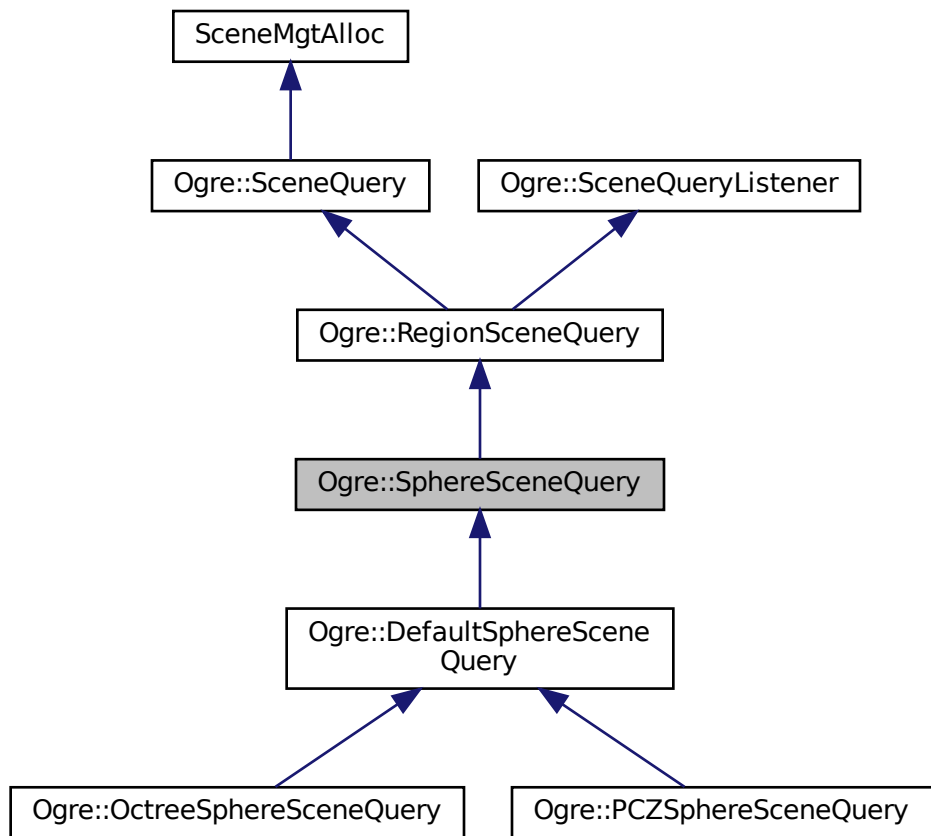 SceneMgtAlloc
Ogre::SceneQuery
Ogre::SceneQueryListener
Ogre::RegionSceneQuery
Ogre::SphereSceneQuery
Ogre::DefaultSphereScene
Query
Ogre::OctreeSphereSceneQuery
Ogre::PCZSphereSceneQuery